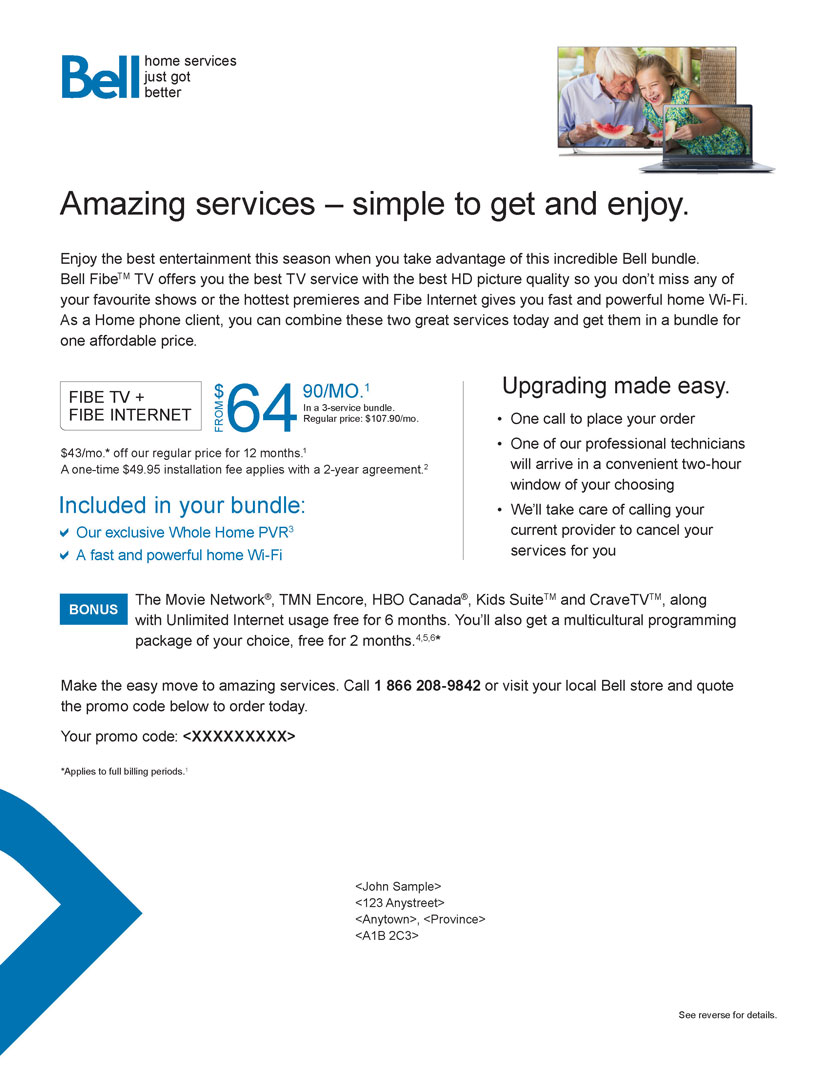 Bell
home services
just got
better
Amazing services – simple to get and enjoy.
Enjoy the best entertainment this season when you take advantage of this incredible Bell bundle.
Bell Fibe™ TV offers you the best TV service with the best HD picture quality so you don’t miss any of
your favourite shows or the hottest premieres and Fibe Internet gives you fast and powerful home Wi-Fi.
As a Home phone client, you can combine these two great services today and get them in a bundle for
one affordable price.
FIBE TV +
FIBE INTERNET
FROM $64 90/MO.¹
In a 3-service bundle.
Regular price: $107.90/mo.
$43/mo.* off our regular price for 12 months.¹
A one-time $49.95 installation fee applies with a 2-year agreement.²
Included in your bundle:
Our exclusive Whole Home PVR³
A fast and powerful home Wi-Fi
Upgrading made easy.
• One call to place your order
• One of our professional technicians
will arrive in a convenient two-hour
window of your choosing
• We’ll take care of calling your
current provider to cancel your
services for you
BONUS
The Movie Network®, TMN Encore, HBO Canada®, Kids Suite™ and CraveTV™, along
with Unlimited Internet usage free for 6 months. You’ll also get a multicultural programming
package of your choice, free for 2 months.⁴,⁵,⁶*
Make the easy move to amazing services. Call 1 866 208-9842 or visit your local Bell store and quote
the promo code below to order today.
Your promo code: <XXXXXXXXX>
*Applies to full billing periods.¹
<John Sample>
<123 Anystreet>
<Anytown>, <Province>
<A1B 2C3>
See reverse for details.